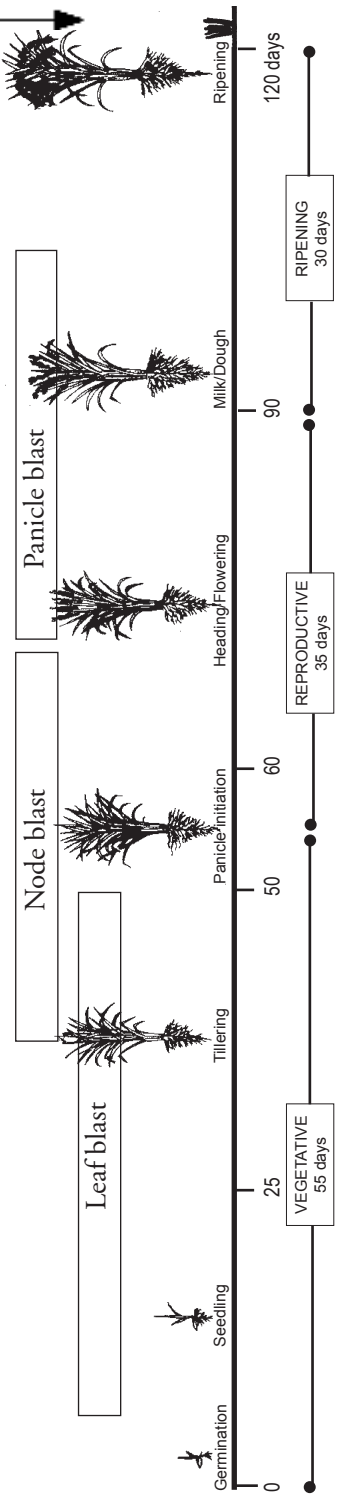 Leaf blast
Node blast
Panicle blast
Germination
Seedling
Tillering
Panicle Initiation
Heading/Flowering
Milk/Dough
Ripening
0
25
50
60
90
120 days
VEGETATIVE
55 days
REPRODUCTIVE
35 days
RIPENING
30 days